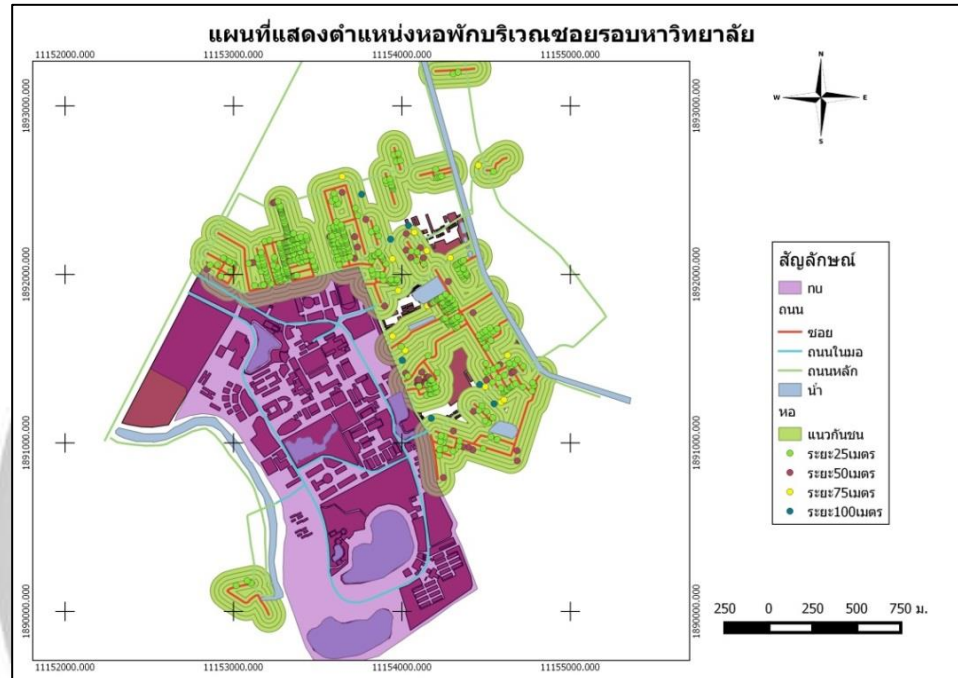 แผนที่แสดงตำแหน่งหอพักบริเวณซอยรอบมหาวิทยาลัย
11152000.000 11153000.000 11154000.000 11155000.000
1893000.000 1893000.000
1892000.000 1892000.000
1891000.000 1891000.000
1890000.000 1890000.000
11152000.000 11153000.000 11154000.000 11155000.000
N
W E
S
สัญลักษณ์
ถนน
ซอย
ถนนในมอ
ถนนหลัก
น้ำ
หอ
แนวกันชน
ระยะ25เมตร
ระยะ50เมตร
ระยะ75เมตร
ระยะ100เมตร
250 0 250 500 750 ม.